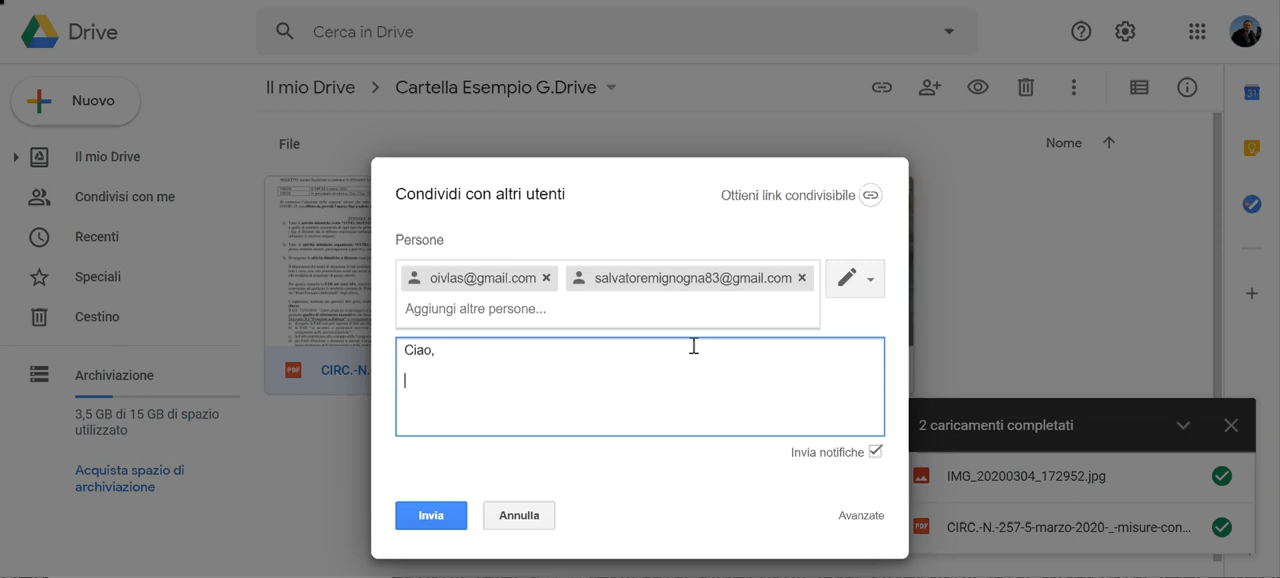 Drive
Cerca in Drive
Nuovo
Il mio Drive > Cartella Esempio G.Drive
File
Nome
Il mio Drive
Condivisi con me
Recenti
Speciali
Cestino
Archiviazione
3,5 GB di 15 GB di spazio
utilizzato
Acquista spazio di
archiviazione
31
PDF CIRC.-N.-
Condividi con altri utenti
Ottieni link condivisibile
Persone
oivlas@gmail.com × salvatoremignogna83@gmail.com ×
Aggiungi altre persone...
Ciao,
Invia notifiche
Invia
Annulla
Avanzate
2 caricamenti completati
IMG_20200304_172952.jpg
PDF CIRC.-N.-257-5-marzo-2020-_-misure-con...